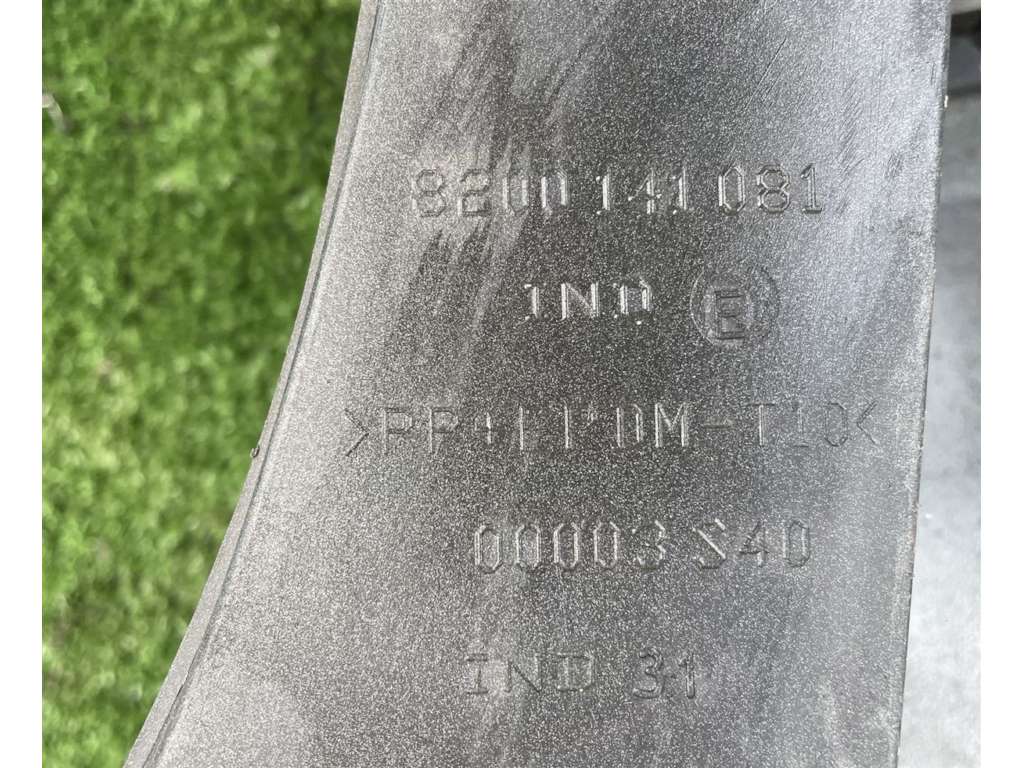 8200 141 081
IND E
>PP+EPDM-T10<
00003 S40
IND 31